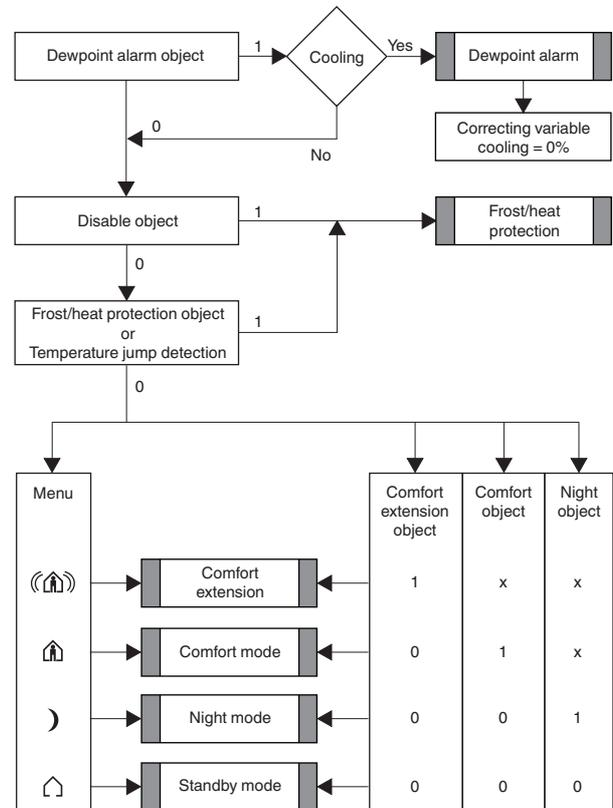 Dewpoint alarm object
1
Cooling
Yes
Dewpoint alarm
0
No
Correcting variable
cooling = 0%
Disable object
1
Frost/heat
protection
0
Frost/heat protection object
or
Temperature jump detection
1
0
Menu
Comfort
extension
object
Comfort
object
Night
object
Comfort
extension
1 x x
Comfort mode
0 1 x
Night mode
0 0 1
Standby mode
0 0 0